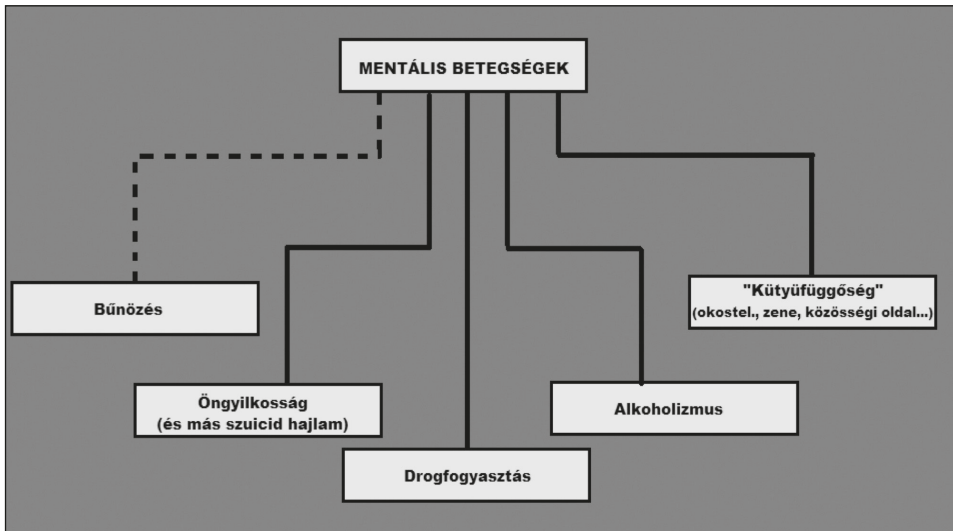 MENTÁLIS BETEGSÉGEK
Bűnözés
"Kütyüfüggőség"
(okostel., zene, közösségi oldal...)
Öngyilkosság
(és más szuicid hajlam)
Alkoholizmus
Drogfogyasztás